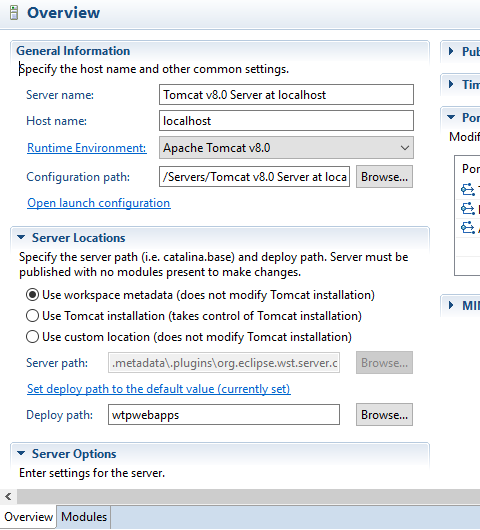 Overview
General Information
Specify the host name and other common settings.
Server name: Tomcat v8.0 Server at localhost
Host name: localhost
Runtime Environment: Apache Tomcat v8.0
Configuration path: /Servers/Tomcat v8.0 Server at loca Browse...
Open launch configuration
Server Locations
Specify the server path (i.e. catalina.base) and deploy path. Server must be
published with no modules present to make changes.
Use workspace metadata (does not modify Tomcat installation)
Use Tomcat installation (takes control of Tomcat installation)
Use custom location (does not modify Tomcat installation)
Server path: .metadata\.plugins\org.eclipse.wst.server.c Browse...
Set deploy path to the default value (currently set)
Deploy path: wtpwebapps Browse...
Server Options
Enter settings for the server.
Overview Modules
Pub
Tim
Por
Modif
Por
MIM